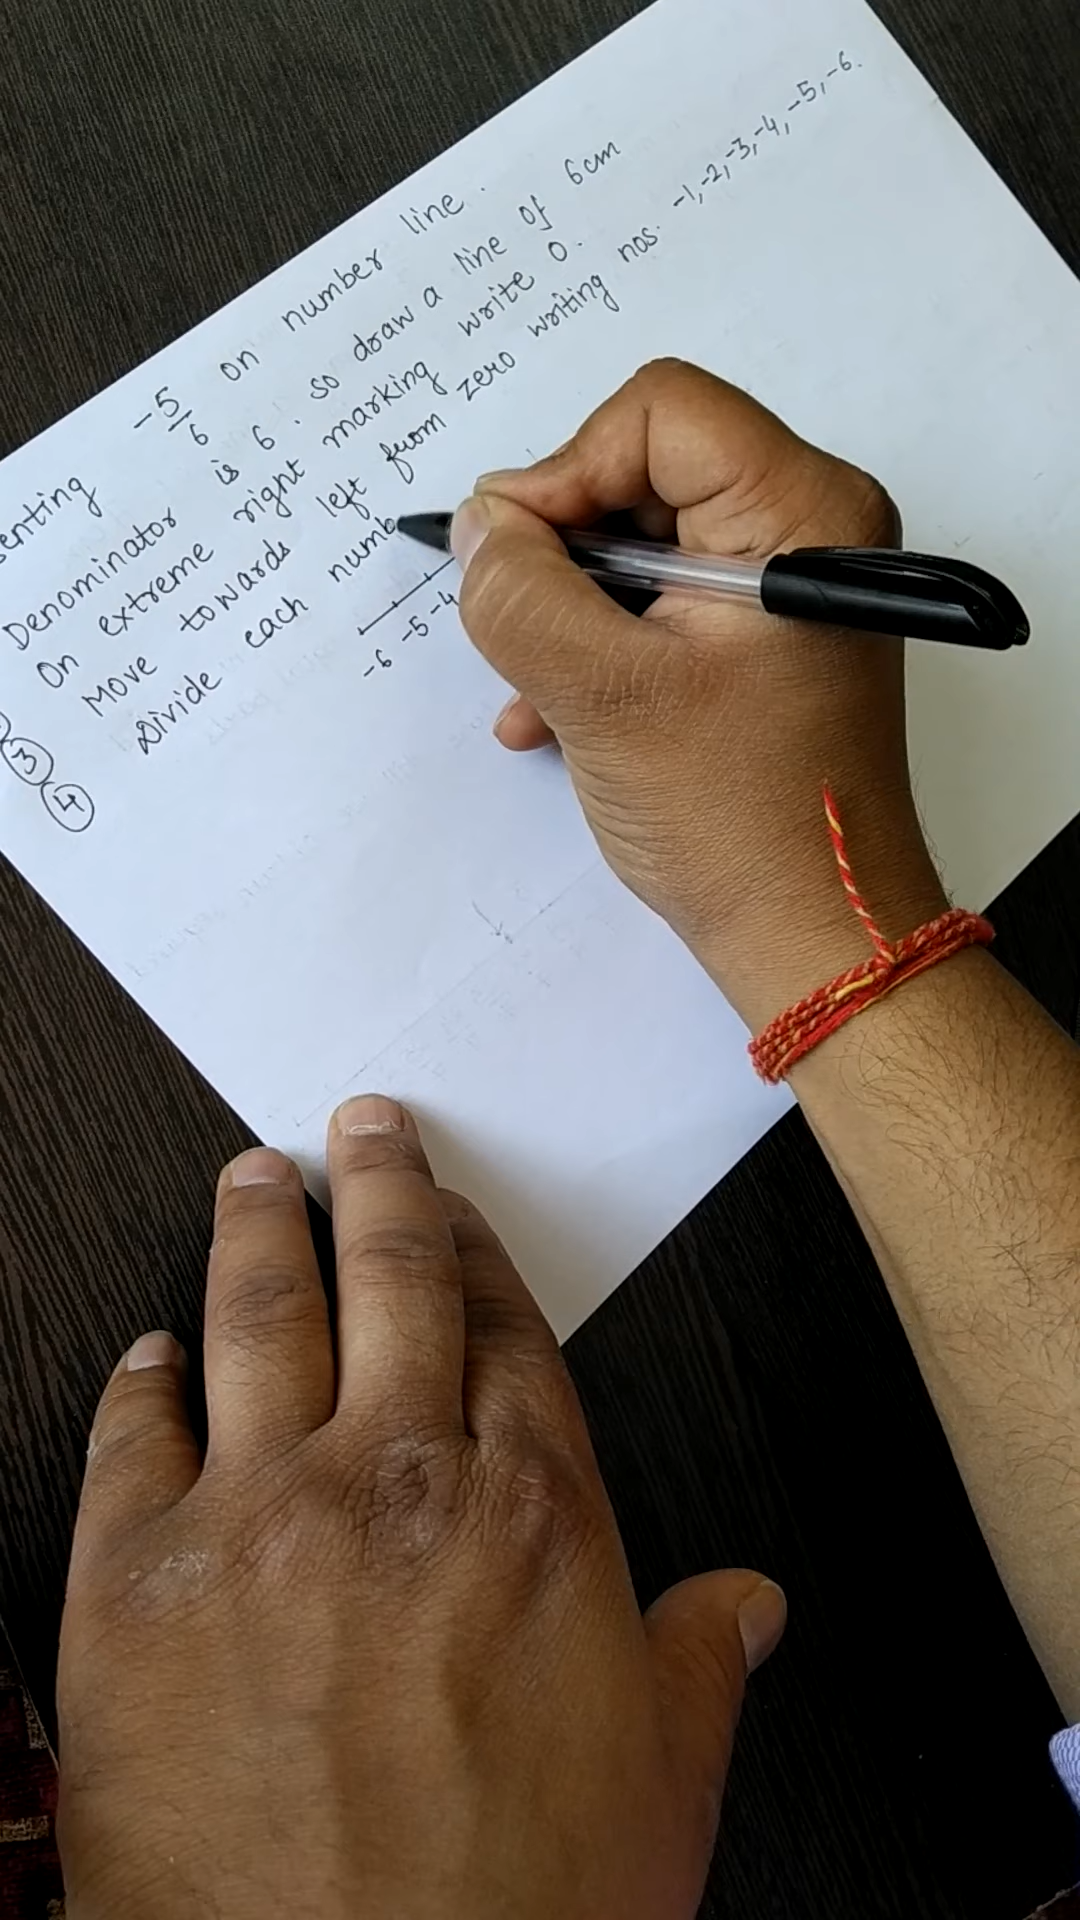 -5/6 on number line.
Denominator is 6. so draw a line of 6cm
On extreme right marking write 0.
Move towards left from zero writing nos. -1, -2, -3, -4, -5, -6.
Divide each numb
-6 -5 -4
3
4